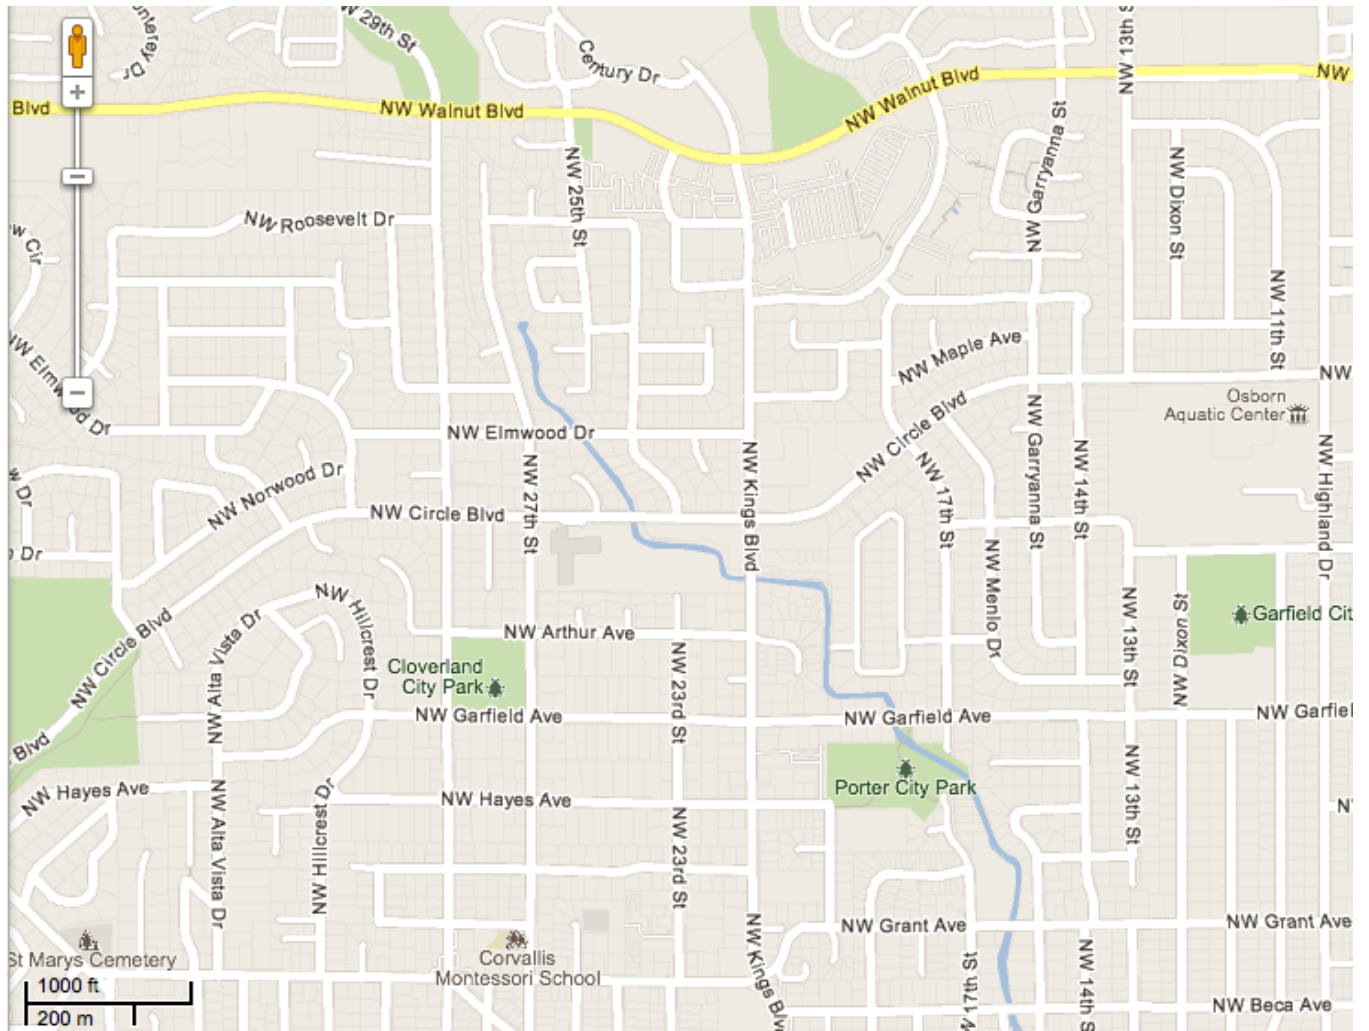 onterey Dr
W 29th St
Century Dr
NW 13th S
Blvd
NW Walnut Blvd
NW Walnut Blvd
NW
NW Garryanna St
NW 25th St
NW Dixon St
NW Roosevelt Dr
w Cir
NW 11th St
NW Maple Ave
NW Elmwood Dr
NW
Osborn
Aquatic Center
NW Elmwood Dr
NW Circle Blvd
NW Norwood Dr
NW Kings Blvd
NW 17th St
NW Garryanna St
NW 14th St
NW Highland Dr
w Dr
NW Circle Blvd
NW 27th St
Dr
NW Menlo Dr
NW 13th St
NW Dixon St
Garfield Cit
NW Hillcrest Dr
NW Alta Vista Dr
NW Circle Blvd
NW Arthur Ave
Cloverland
City Park
NW 23rd St
NW Garfield Ave
NW Garfield Ave
NW Garfiel
Blvd
Porter City Park
NW 13th St
NW Hayes Ave
NW Hayes Ave
NW Alta Vista Dr
NW Hillcrest Dr
NW 23rd St
NW Grant Ave
NW Grant Ave
St Marys Cemetery
Corvallis
Montessori School
NW Kings Blv
W 17th St
NW 14th S
1000 ft
200 m
NW Beca Ave